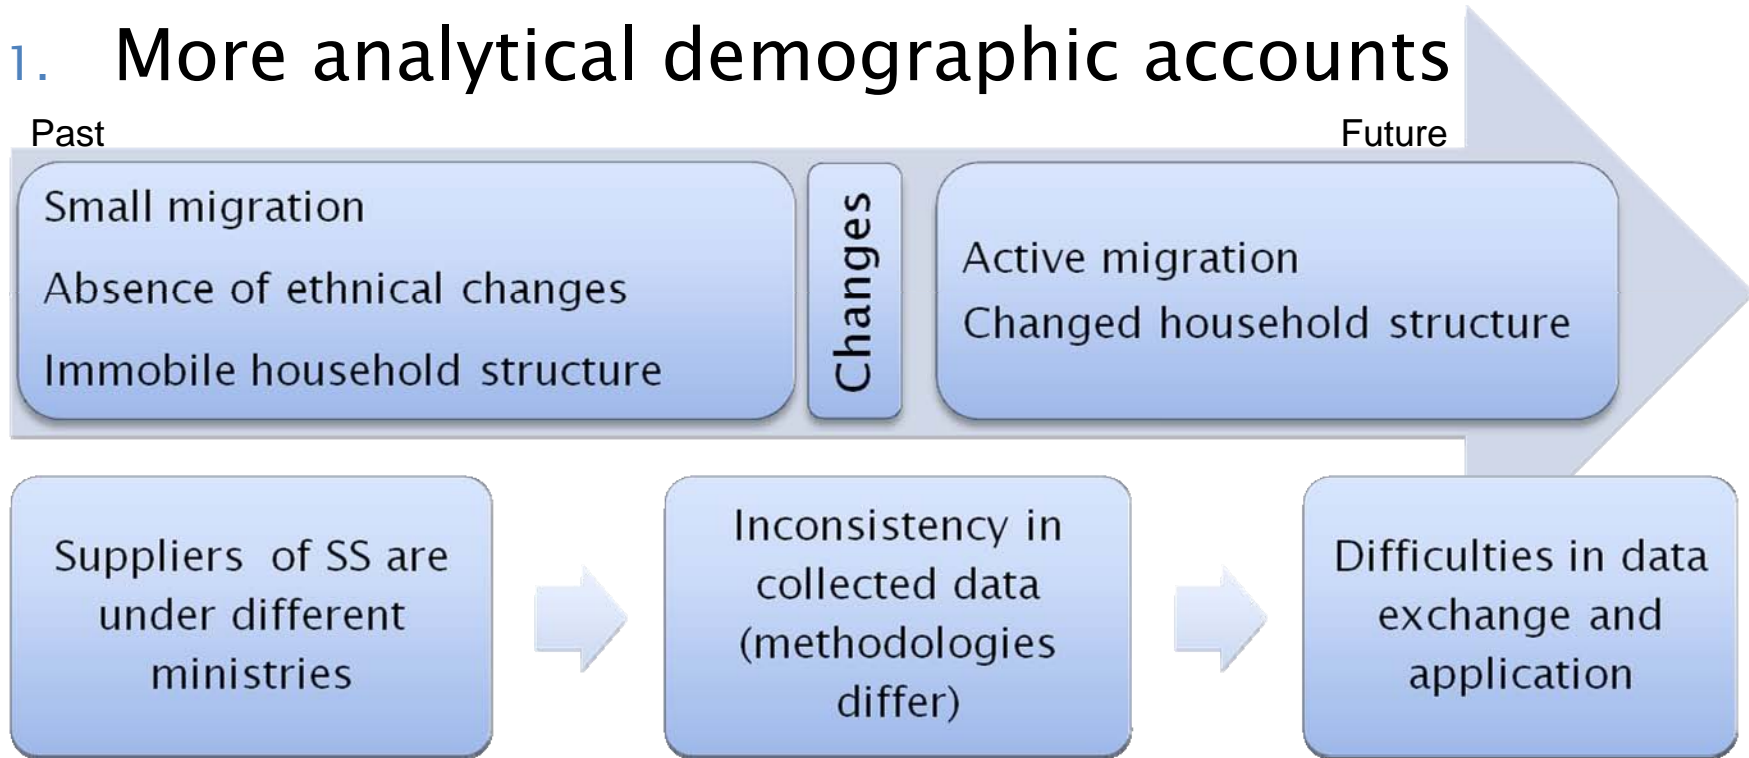 1. More analytical demographic accounts
Past
Future
Small migration
Absence of ethnical changes
Immobile household structure
Changes
Active migration
Changed household structure
Suppliers of SS are
under different
ministries
Inconsistency in
collected data
(methodologies
differ)
Difficulties in data
exchange and
application